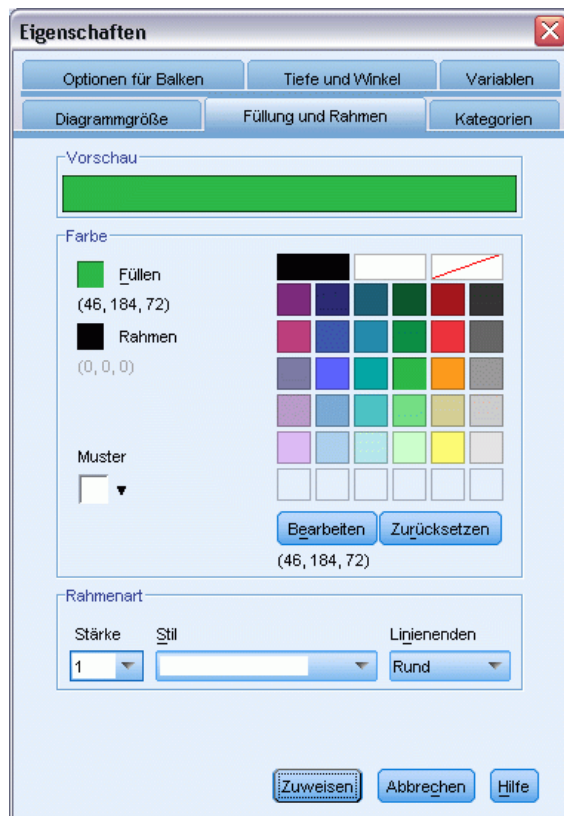 Eigenschaften
Optionen für Balken Tiefe und Winkel Variablen
Diagrammgröße Füllung und Rahmen Kategorien
Vorschau
Farbe
Füllen
(46, 184, 72)
Rahmen
(0, 0, 0)
Muster
Bearbeiten Zurücksetzen
(46, 184, 72)
Rahmenart
Stärke Stil Linienenden
1 Rund
Zuweisen Abbrechen Hilfe